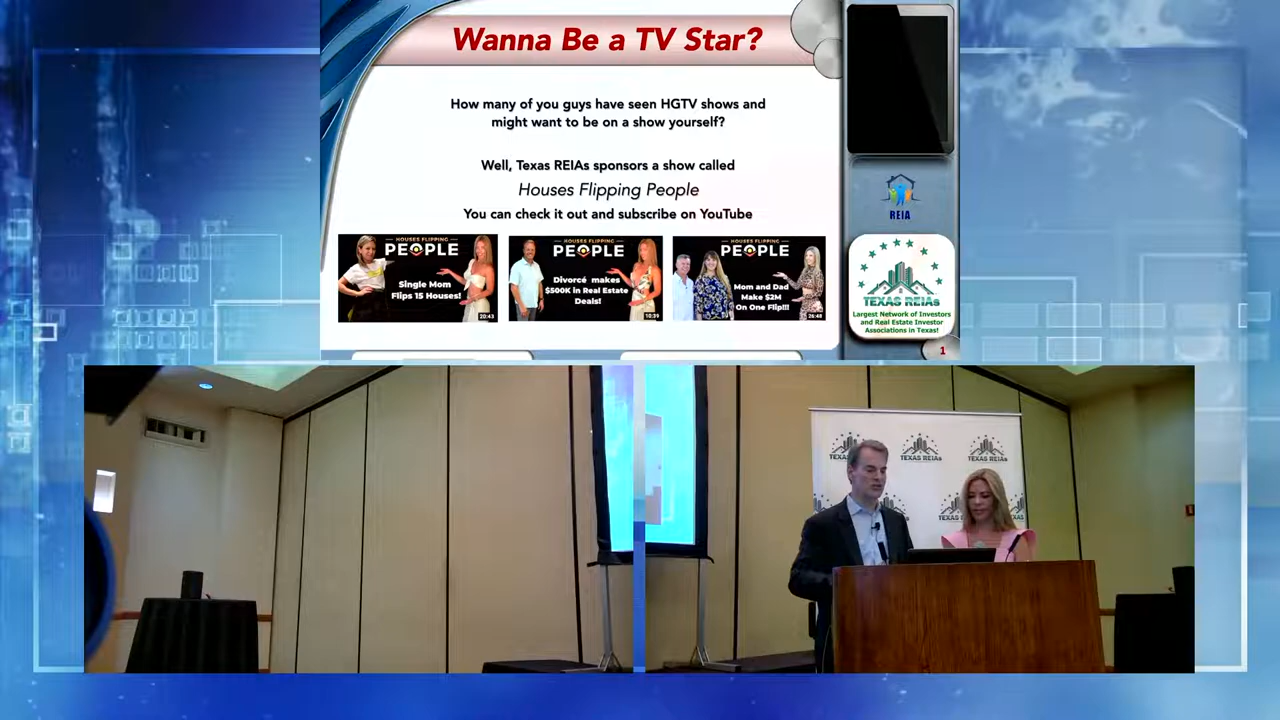 Wanna Be a TV Star?
How many of you guys have seen HGTV shows and
might want to be on a show yourself?
Well, Texas REIAs sponsors a show called
Houses Flipping People
You can check it out and subscribe on YouTube
HOUSES FLIPPING
PEOPLE
Single Mom
Flips 15 Houses!
20:43
HOUSES FLIPPING
PEOPLE
Divorcé makes
$500K in Real Estate
Deals!
10:39
HOUSES FLIPPING
PEOPLE
Mom and Dad
Make $2M
On One Flip!!!
26:48
REIA
TEXAS REIAs
Largest Network of Investors
and Real Estate Investor
Associations in Texas!
1
TEXAS REIAs
TEXAS REIAs
TEXAS REIAs